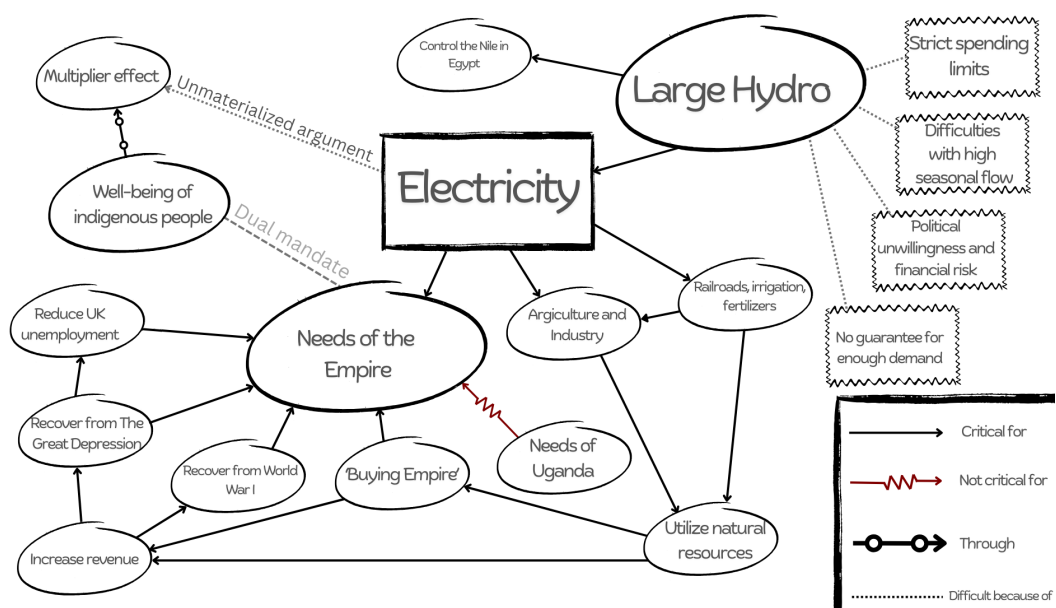 Control the Nile in
Egypt
Large Hydro
Strict spending
limits
Multiplier effect
Unmaterialized argument
Difficulties
with high
seasonal flow
Electricity
Well-being of
indigenous people
Dual mandate
Political
unwillingness and
financial risk
Railroads, irrigation,
fertilizers
Reduce UK
unemployment
Needs of the
Empire
Argiculture and
Industry
No guarantee for
enough demand
Recover from The
Great Depression
Recover from World
War I
'Buying Empire'
Needs of
Uganda
Increase revenue
Utilize natural
resources
Critical for
Not critical for
Through
Difficult because of